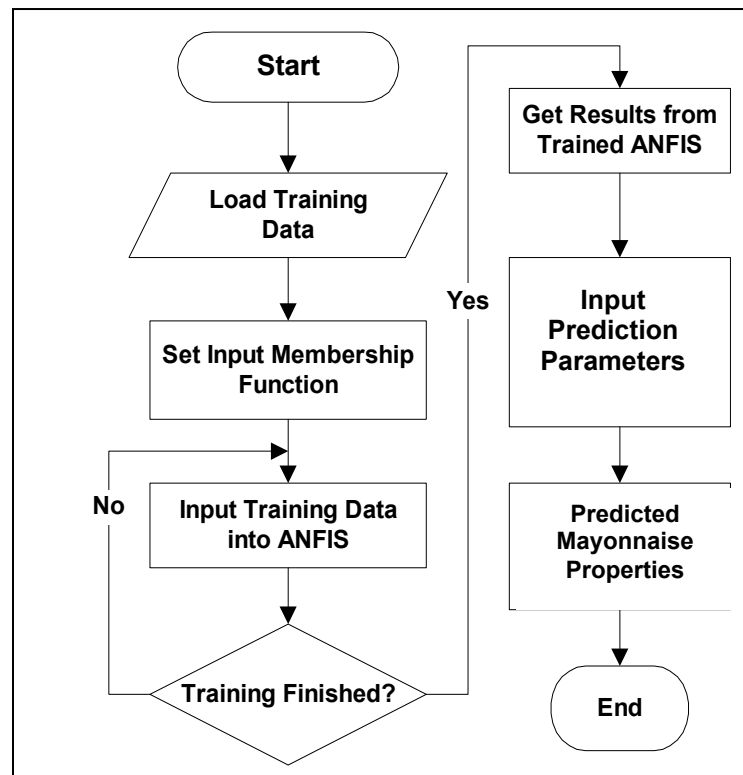 Start
Load Training
Data
Set Input Membership
Function
No
Input Training Data
into ANFIS
Training Finished?
Yes
Get Results from
Trained ANFIS
Input
Prediction
Parameters
Predicted
Mayonnaise
Properties
End